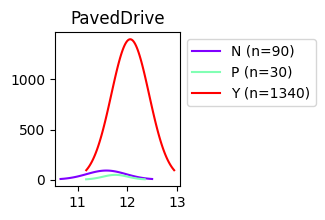 PavedDrive
1000
500
0
11 12 13
N (n=90)
P (n=30)
Y (n=1340)